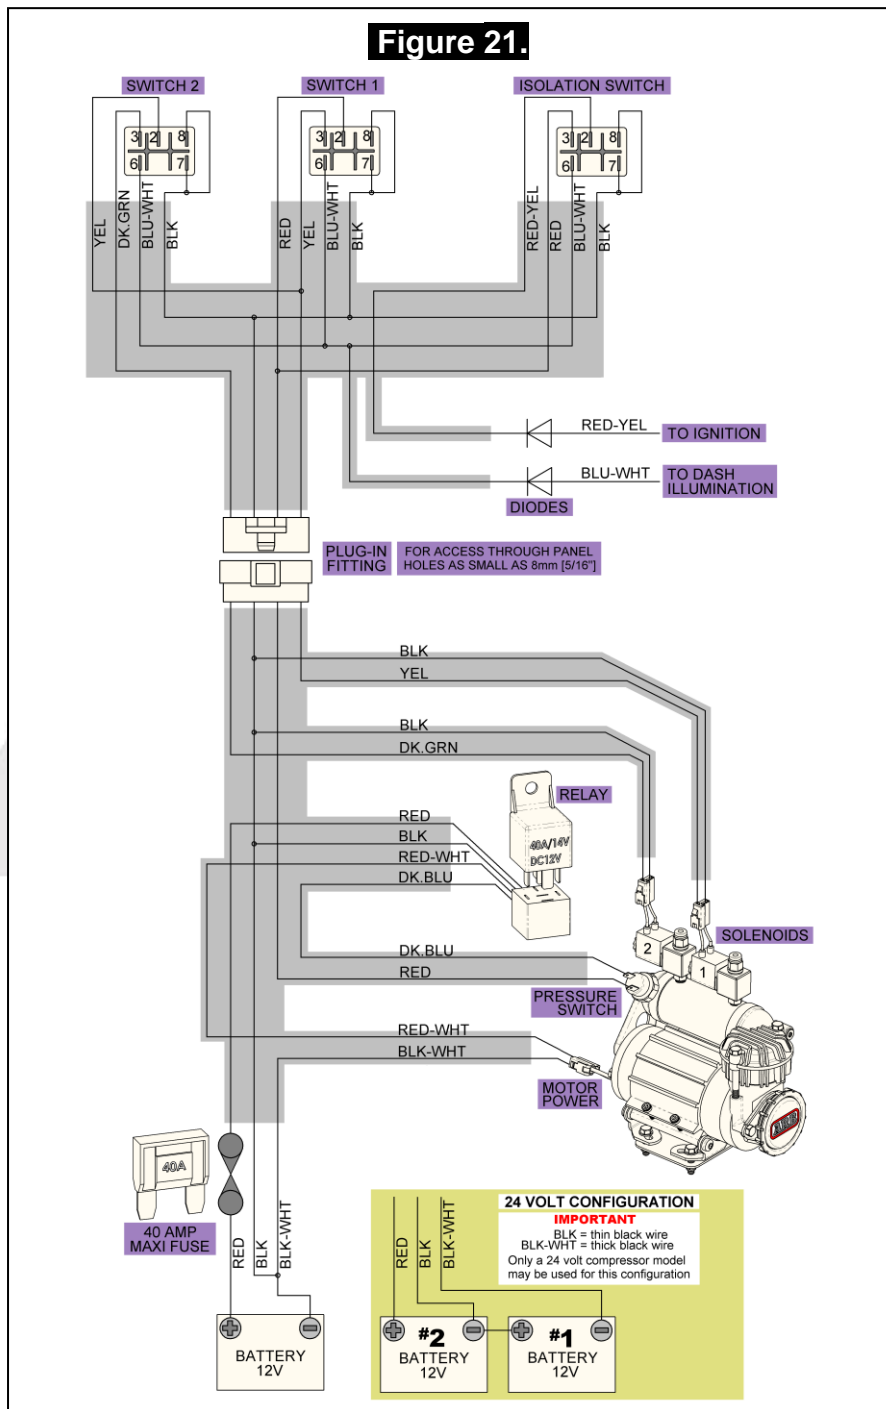 Figure 21.
SWITCH 2
SWITCH 1
ISOLATION SWITCH
3 2 8
6 7
3 2 8
6 7
3 2 8
6 7
YEL
DK.GRN
BLU-WHT
BLK
RED
YEL
BLU-WHT
BLK
RED-YEL
RED
BLU-WHT
BLK
RED-YEL
TO IGNITION
BLU-WHT
TO DASH
ILLUMINATION
DIODES
PLUG-IN
FITTING
FOR ACCESS THROUGH PANEL
HOLES AS SMALL AS 8mm [5/16"]
BLK
YEL
BLK
DK.GRN
RELAY
40A/14V
DC12V
RED
BLK
RED-WHT
DK.BLU
SOLENOIDS
2
1
DK.BLU
RED
PRESSURE
SWITCH
RED-WHT
BLK-WHT
MOTOR
POWER
ARB
40A
40 AMP
MAXI FUSE
RED
BLK
BLK-WHT
BATTERY
12V
24 VOLT CONFIGURATION
IMPORTANT
BLK = thin black wire
BLK-WHT = thick black wire
Only a 24 volt compressor model
may be used for this configuration
RED
BLK
BLK-WHT
#2
BATTERY
12V
#1
BATTERY
12V